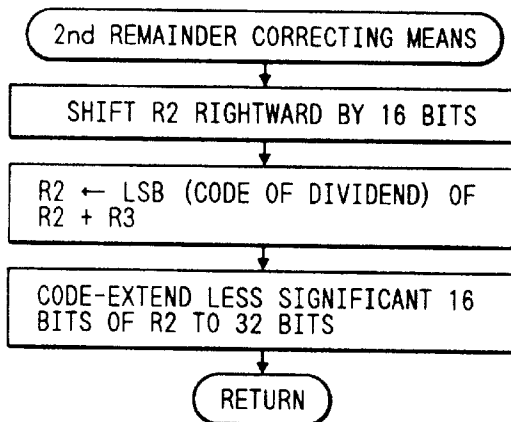 2nd REMAINDER CORRECTING MEANS
SHIFT R2 RIGHTWARD BY 16 BITS
R2 ← LSB (CODE OF DIVIDEND) OF
R2 + R3
CODE-EXTEND LESS SIGNIFICANT 16
BITS OF R2 TO 32 BITS
RETURN